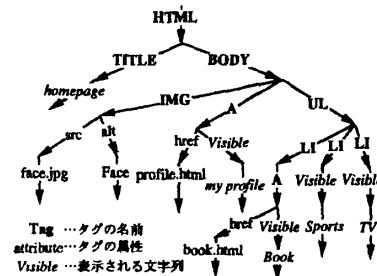 HTML
TITLE BODY
homepage IMG A UL
src alt href Visible LI LI LI
face.jpg Face profile.html my profile A Visible Visible
href Visible Sports TV
book.html Book
Tag …タグの名前
attribute…タグの属性
Visible …表示される文字列